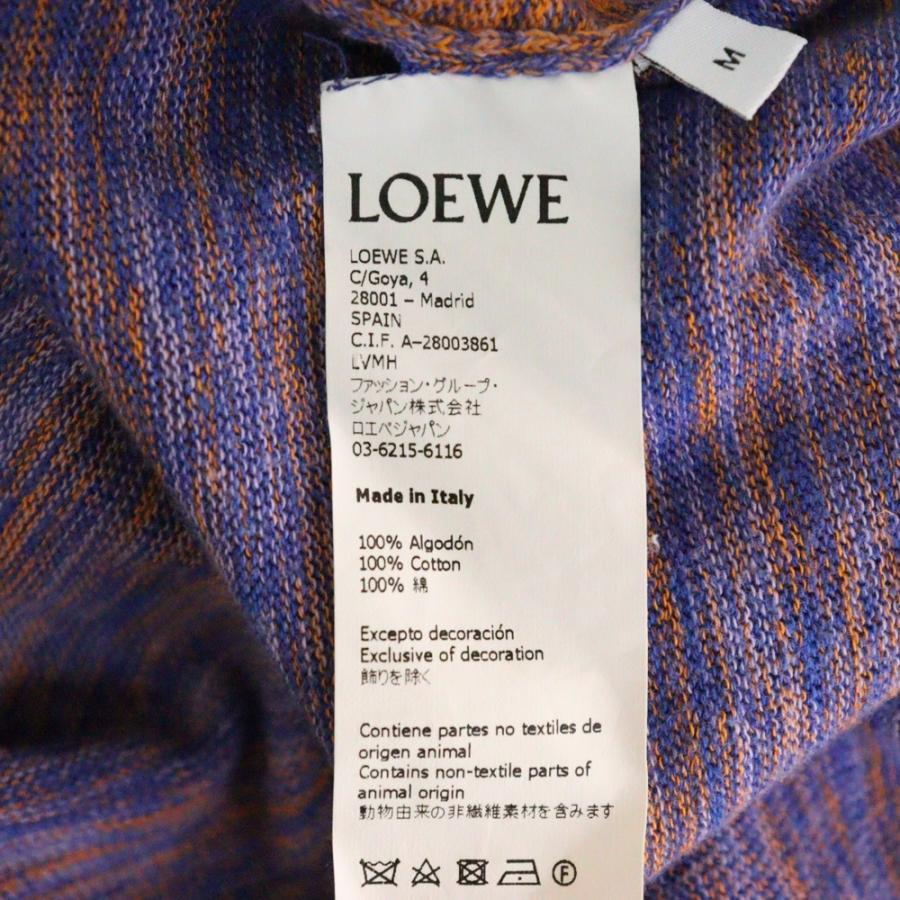 M
LOEWE
LOEWE S.A.
C/Goya, 4
28001 – Madrid
SPAIN
C.I.F. A–28003861
LVMH
ファッション・グループ・
ジャパン株式会社
ロエベジャパン
03-6215-6116
Made in Italy
100% Algodón
100% Cotton
100% 綿
Excepto decoración
Exclusive of decoration
飾りを除く
Contiene partes no textiles de
origen animal
Contains non-textile parts of
animal origin
動物由来の非繊維素材を含みます
F